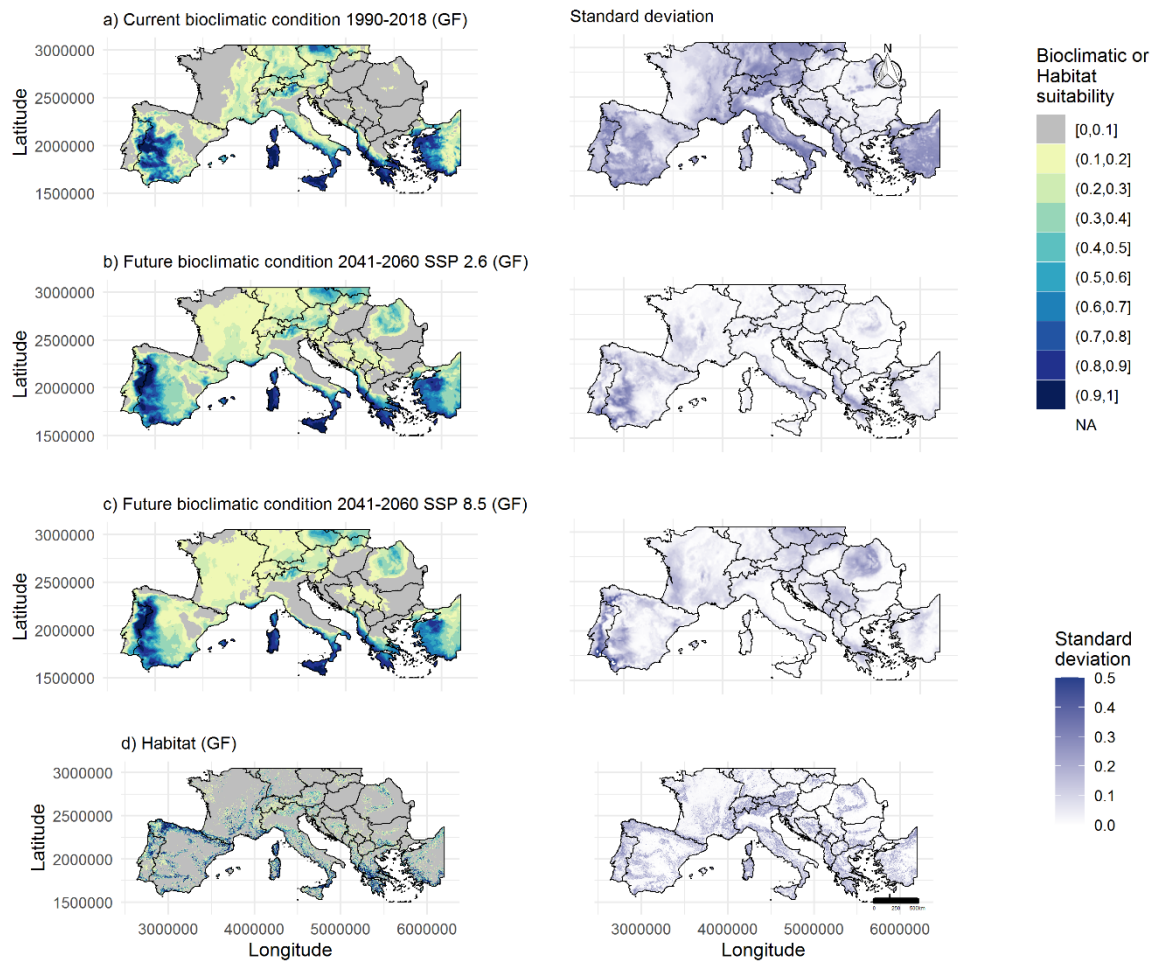 a) Current bioclimatic condition 1990-2018 (GF)
Standard deviation
3000000
2500000
2000000
1500000
Latitude
N
Bioclimatic or
Habitat
suitability
[0,0.1]
(0.1,0.2]
(0.2,0.3]
(0.3,0.4]
(0.4,0.5]
(0.5,0.6]
(0.6,0.7]
(0.7,0.8]
(0.8,0.9]
(0.9,1]
NA
b) Future bioclimatic condition 2041-2060 SSP 2.6 (GF)
3000000
2500000
2000000
1500000
Latitude
c) Future bioclimatic condition 2041-2060 SSP 8.5 (GF)
3000000
2500000
2000000
1500000
Latitude
Standard
deviation
0.5
0.4
0.3
0.2
0.1
0.0
d) Habitat (GF)
3000000
2500000
2000000
1500000
Latitude
0 250 500km
3000000 4000000 5000000 6000000
Longitude
3000000 4000000 5000000 6000000
Longitude